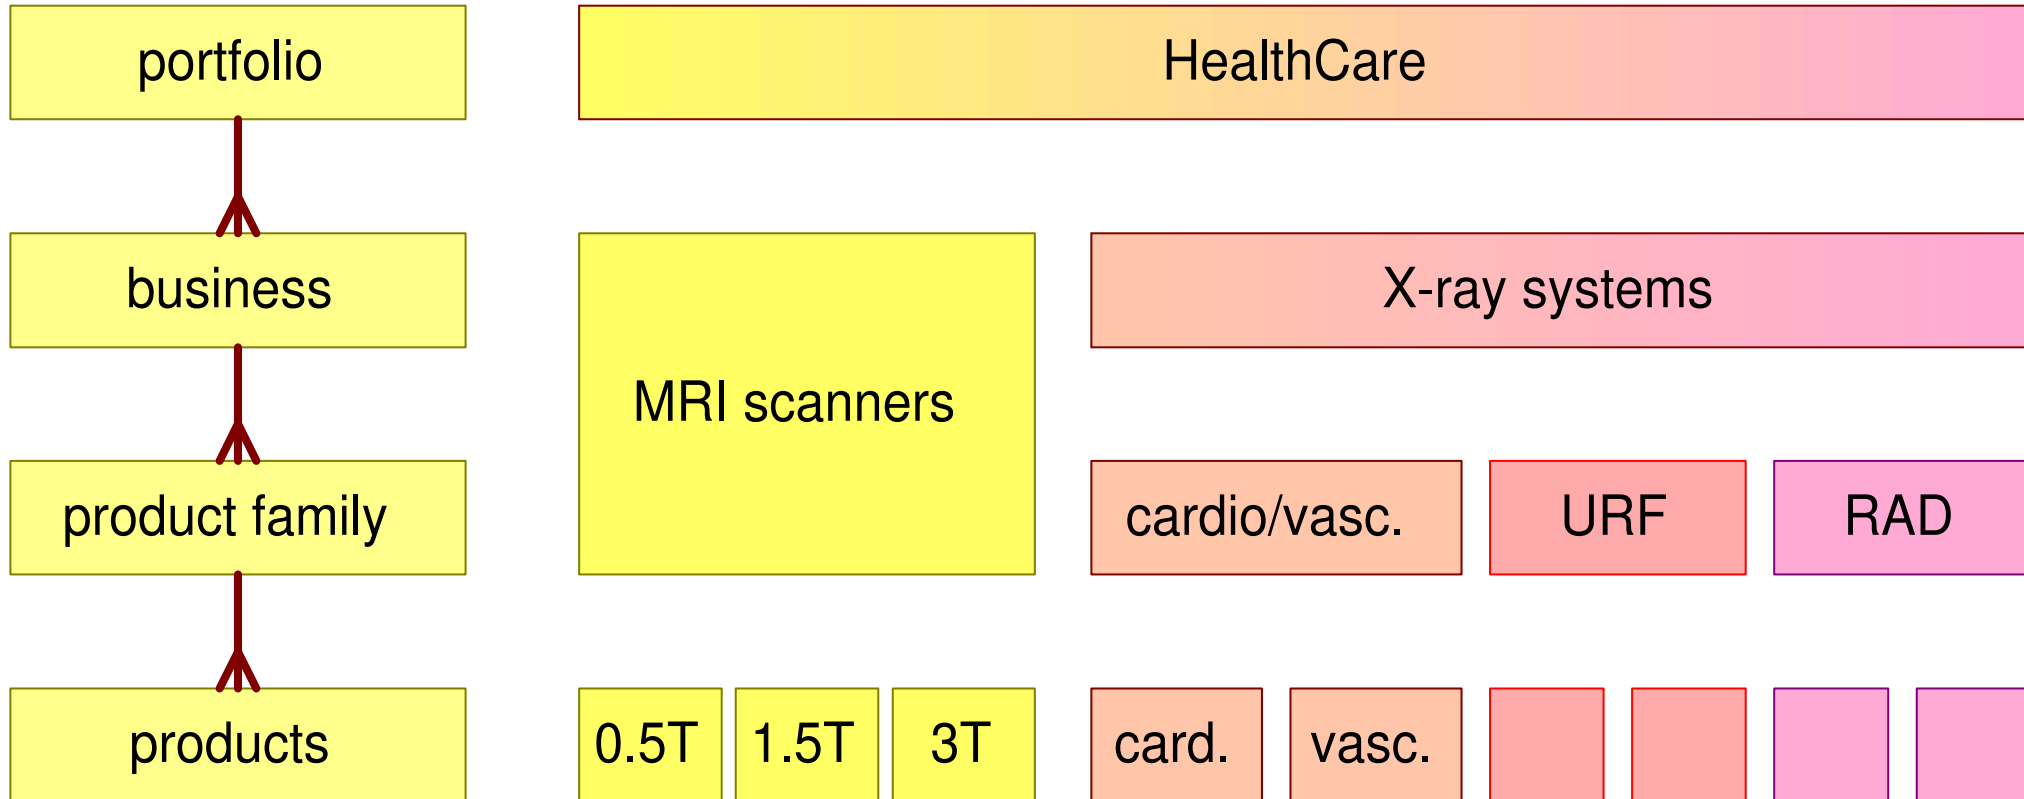 portfolio
HealthCare
business
X-ray systems
MRI scanners
product family
cardio/vasc.
URF
RAD
products
0.5T
1.5T
3T
card.
vasc.